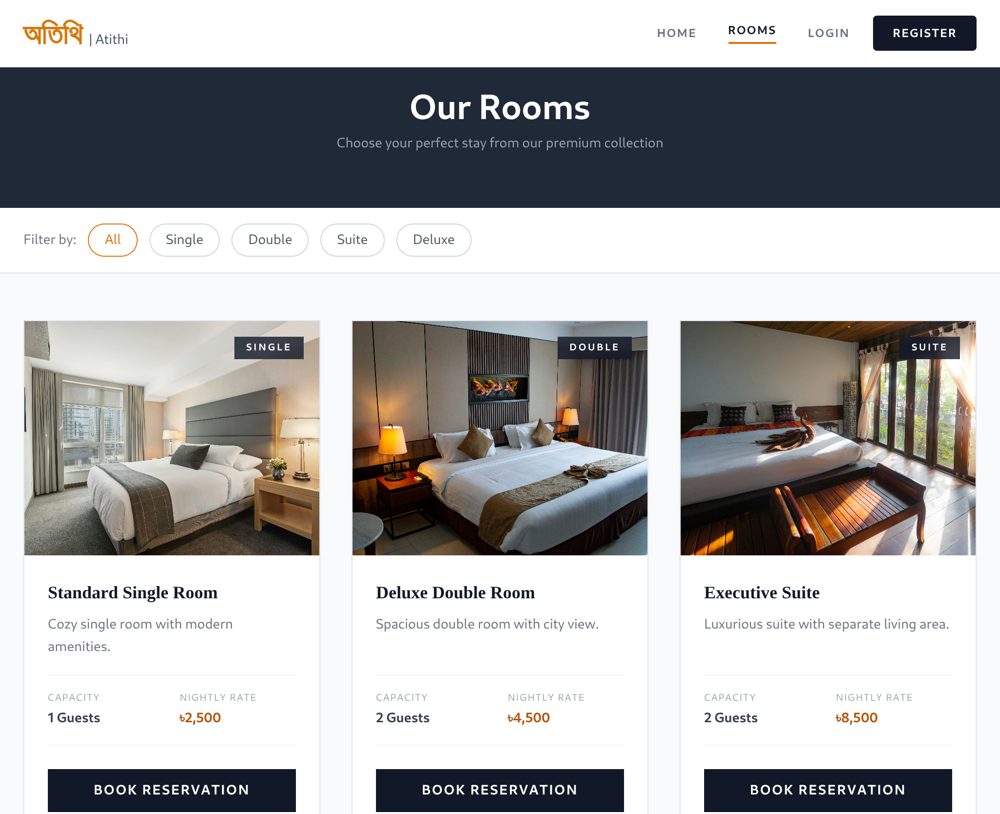 অতিথি | Atithi
HOME
ROOMS
LOGIN
REGISTER
Our Rooms
Choose your perfect stay from our premium collection
Filter by:
All
Single
Double
Suite
Deluxe
SINGLE
Standard Single Room
Cozy single room with modern
amenities.
CAPACITY
NIGHTLY RATE
1 Guests
৳2,500
BOOK RESERVATION
DOUBLE
Deluxe Double Room
Spacious double room with city view.
CAPACITY
NIGHTLY RATE
2 Guests
৳4,500
BOOK RESERVATION
SUITE
Executive Suite
Luxurious suite with separate living area.
CAPACITY
NIGHTLY RATE
2 Guests
৳8,500
BOOK RESERVATION